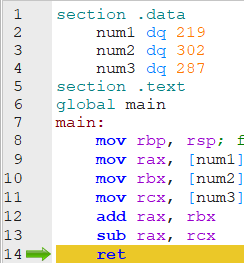 1 section .data
2 num1 dq 219
3 num2 dq 302
4 num3 dq 287
5 section .text
6 global main
7 main:
8 mov rbp, rsp; f
9 mov rax, [num1]
10 mov rbx, [num2]
11 mov rcx, [num3]
12 add rax, rbx
13 sub rax, rcx
14 ret